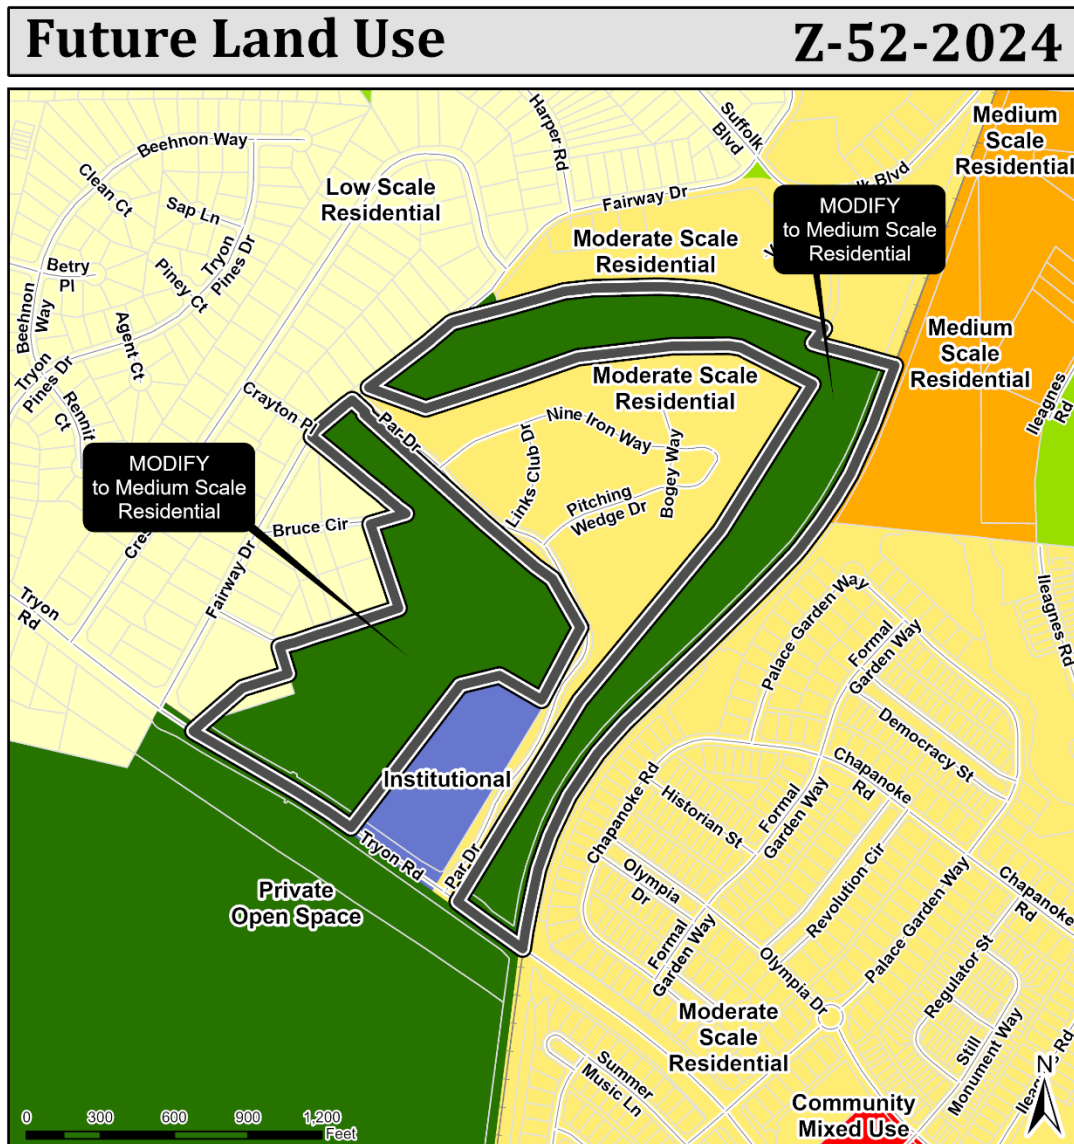 Future Land Use
Z-52-2024
Medium
Scale
Residential
Beehnon Way
Harper Rd
Suffolk
Blvd
Clean Ct
Low Scale
Residential
Fairway Dr
MODIFY
to Medium Scale
Residential
Sap Ln
Tryon
Pines Dr
Moderate Scale
Residential
Betry
Pl
Piney Ct
Beehnon
Way
Agent Ct
Medium
Scale
Residential
Tryon
Pines Dr
Moderate Scale
Residential
Ileagnes
Rd
Crayton Pl
Par Dr
Nine Iron Way
Links Club Dr
Bogey Way
Pitching
Wedge Dr
MODIFY
to Medium Scale
Residential
Bruce Cir
Fairway Dr
Tryon
Rd
Ileagnes Rd
Palace Garden Way
Formal
Garden Way
Democracy St
Chapanoke
Rd
Institutional
Chapanoke Rd
Historian St
Formal
Garden Way
Tryon Rd
Par Dr
Olympia
Dr
Revolution Cir
Palace Garden Way
Chapanoke
Rd
Private
Open Space
Formal
Garden Way
Olympia Dr
Regulator St
Moderate
Scale
Residential
Still
Monument Way
Summer
Music Ln
Community
Mixed Use
N
0 300 600 900 1,200
Feet